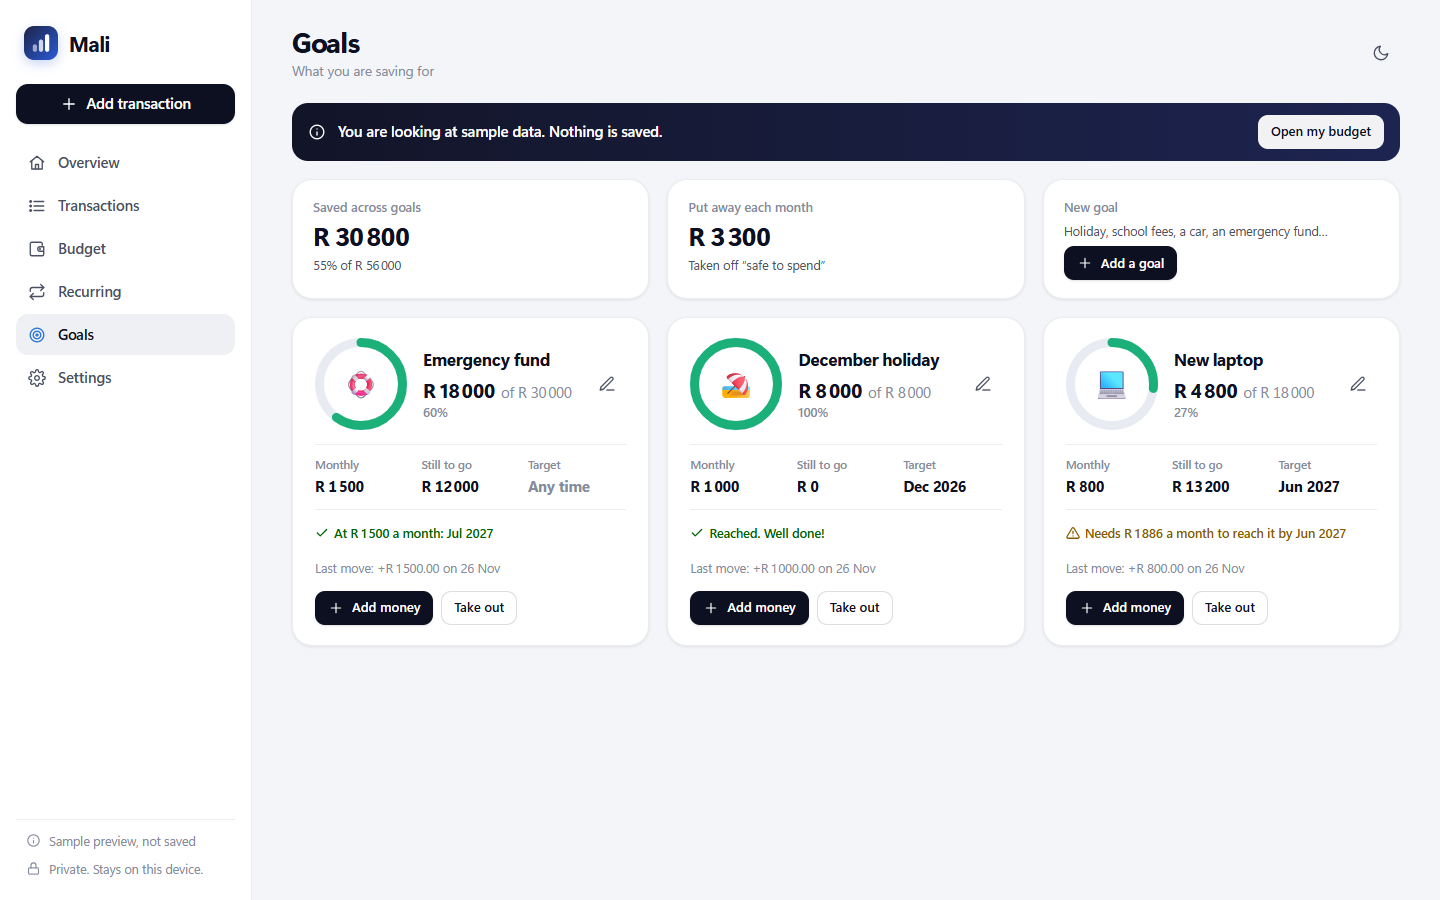 Mali
Add transaction
Overview
Transactions
Budget
Recurring
Goals
Settings
Sample preview, not saved
Private. Stays on this device.
Goals
What you are saving for
You are looking at sample data. Nothing is saved.
Open my budget
Saved across goals
R 30 800
55% of R 56 000
Put away each month
R 3 300
Taken off “safe to spend”
New goal
Holiday, school fees, a car, an emergency fund…
Add a goal
Emergency fund
R 18 000 of R 30 000
60%
Monthly Still to go Target
R 1 500 R 12 000 Any time
At R 1 500 a month: Jul 2027
Last move: +R 1 500.00 on 26 Nov
Add money Take out
December holiday
R 8 000 of R 8 000
100%
Monthly Still to go Target
R 1 000 R 0 Dec 2026
Reached. Well done!
Last move: +R 1 000.00 on 26 Nov
Add money Take out
New laptop
R 4 800 of R 18 000
27%
Monthly Still to go Target
R 800 R 13 200 Jun 2027
Needs R 1 886 a month to reach it by Jun 2027
Last move: +R 800.00 on 26 Nov
Add money Take out